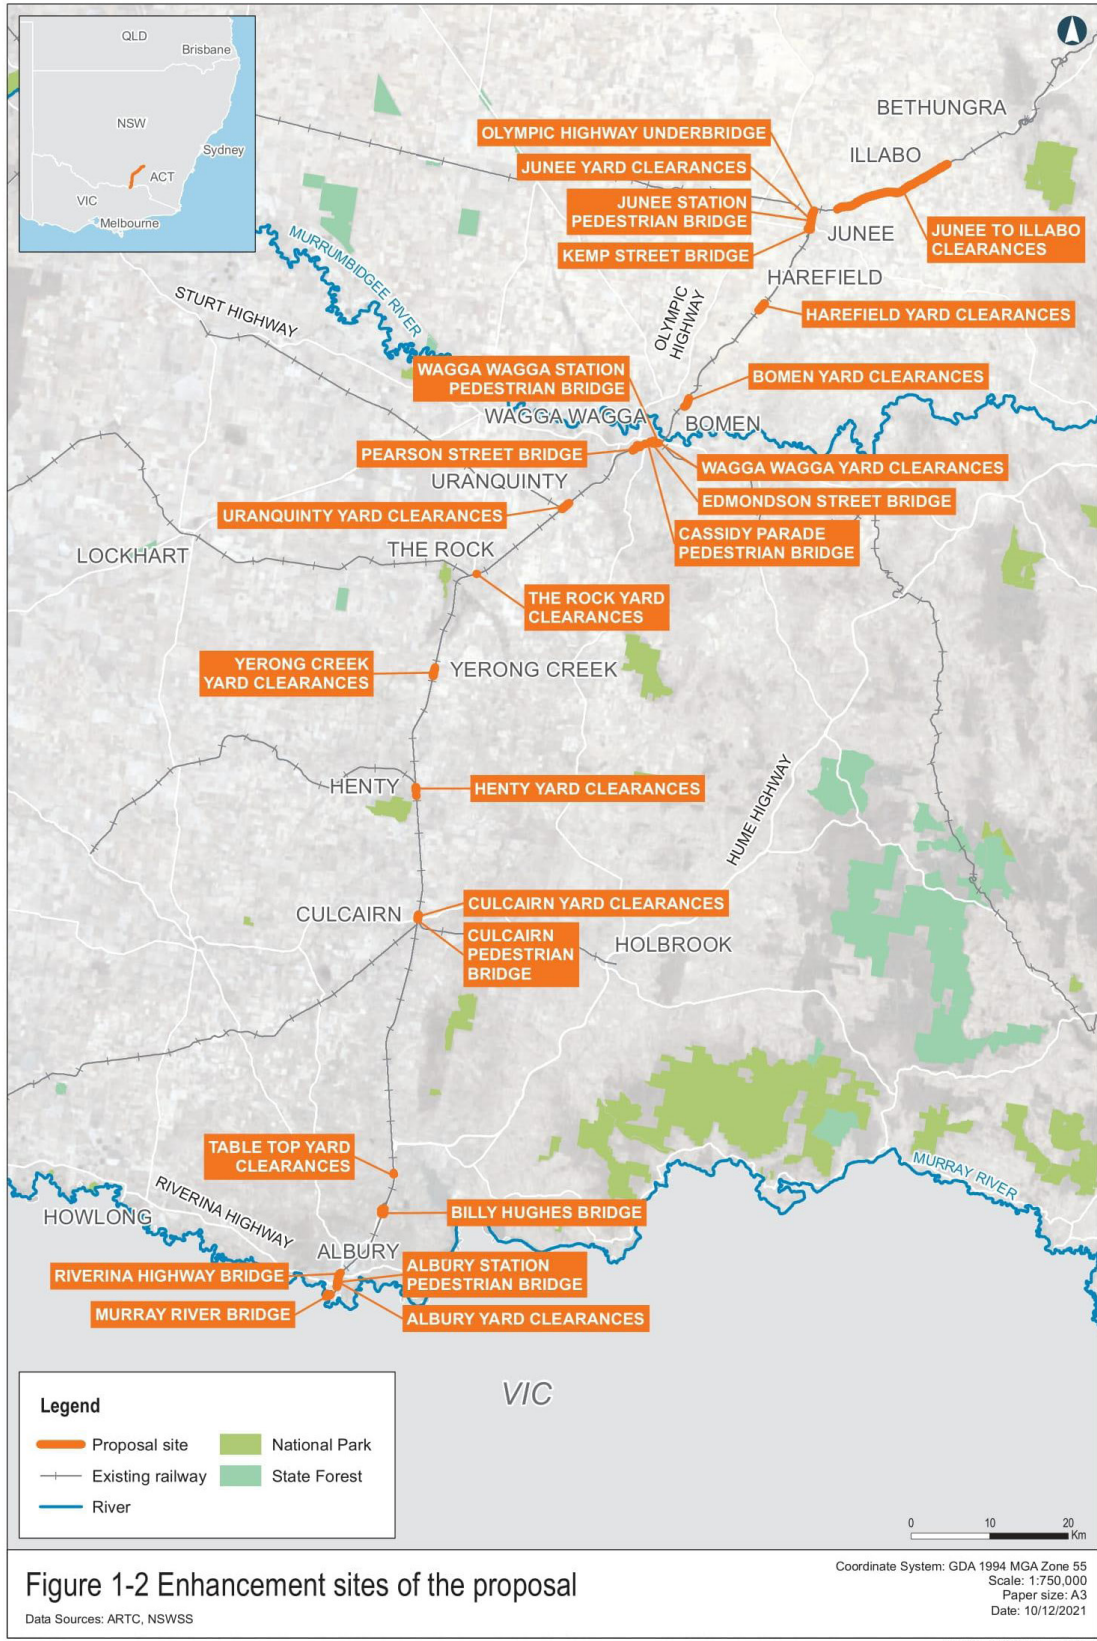 QLD
Brisbane
NSW
Sydney
ACT
VIC
Melbourne
BETHUNGRA
OLYMPIC HIGHWAY UNDERBRIDGE
ILLABO
JUNEE YARD CLEARANCES
JUNEE STATION
PEDESTRIAN BRIDGE
JUNEE
JUNEE TO ILLABO
CLEARANCES
KEMP STREET BRIDGE
MURRUMBIDGEE RIVER
HAREFIELD
STURT HIGHWAY
OLYMPIC
HIGHWAY
HAREFIELD YARD CLEARANCES
WAGGA WAGGA STATION
PEDESTRIAN BRIDGE
BOMEN YARD CLEARANCES
WAGGA WAGGA
BOMEN
PEARSON STREET BRIDGE
WAGGA WAGGA YARD CLEARANCES
URANQUINTY
EDMONDSON STREET BRIDGE
URANQUINTY YARD CLEARANCES
CASSIDY PARADE
PEDESTRIAN BRIDGE
LOCKHART
THE ROCK
THE ROCK YARD
CLEARANCES
YERONG CREEK
YARD CLEARANCES
YERONG CREEK
HENTY
HENTY YARD CLEARANCES
HUME HIGHWAY
CULCAIRN
CULCAIRN YARD CLEARANCES
CULCAIRN
PEDESTRIAN
BRIDGE
HOLBROOK
TABLE TOP YARD
CLEARANCES
MURRAY RIVER
RIVERINA HIGHWAY
HOWLONG
BILLY HUGHES BRIDGE
ALBURY
RIVERINA HIGHWAY BRIDGE
ALBURY STATION
PEDESTRIAN BRIDGE
MURRAY RIVER BRIDGE
ALBURY YARD CLEARANCES
VIC
Legend
Proposal site
National Park
Existing railway
State Forest
River
0 10 20
Km
Figure 1-2 Enhancement sites of the proposal
Data Sources: ARTC, NSWSS
Coordinate System: GDA 1994 MGA Zone 55
Scale: 1:750,000
Paper size: A3
Date: 10/12/2021